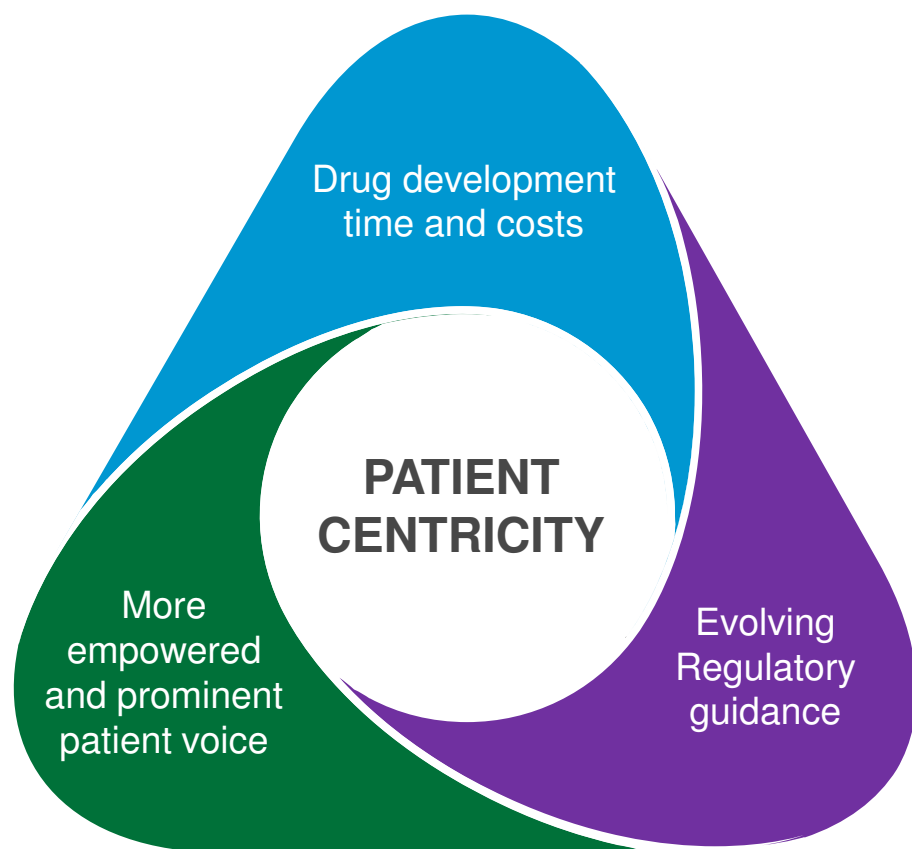 Drug development
time and costs
PATIENT
CENTRICITY
More
empowered
and prominent
patient voice
Evolving
Regulatory
guidance